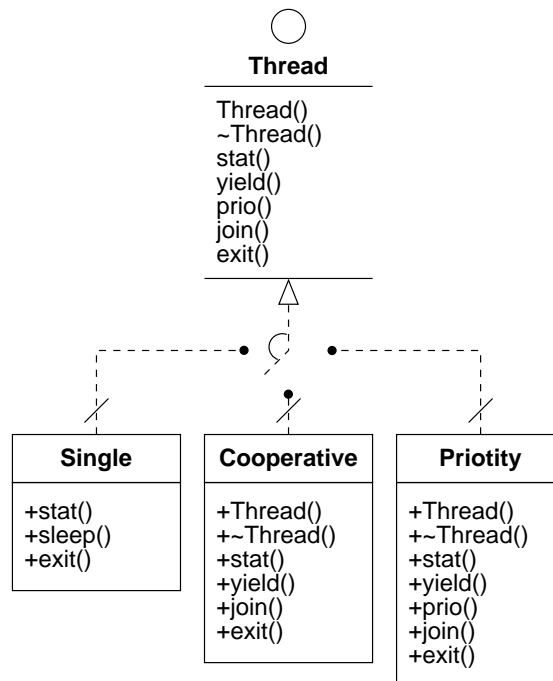 Thread
Thread()
~Thread()
stat()
yield()
prio()
join()
exit()
Single
+stat()
+sleep()
+exit()
Cooperative
+Thread()
+~Thread()
+stat()
+yield()
+join()
+exit()
Priotity
+Thread()
+~Thread()
+stat()
+yield()
+prio()
+join()
+exit()